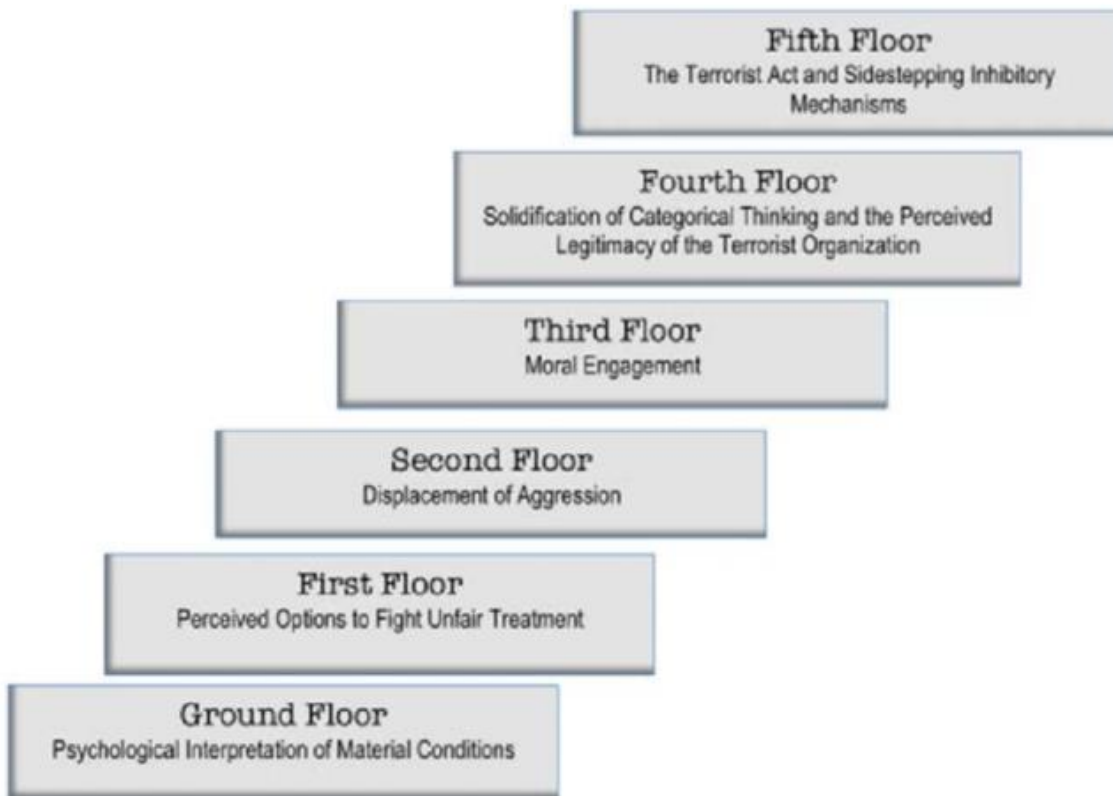 Fifth Floor
The Terrorist Act and Sidestepping Inhibitory
Mechanisms
Fourth Floor
Solidification of Categorical Thinking and the Perceived
Legitimacy of the Terrorist Organization
Third Floor
Moral Engagement
Second Floor
Displacement of Aggression
First Floor
Perceived Options to Fight Unfair Treatment
Ground Floor
Psychological Interpretation of Material Conditions